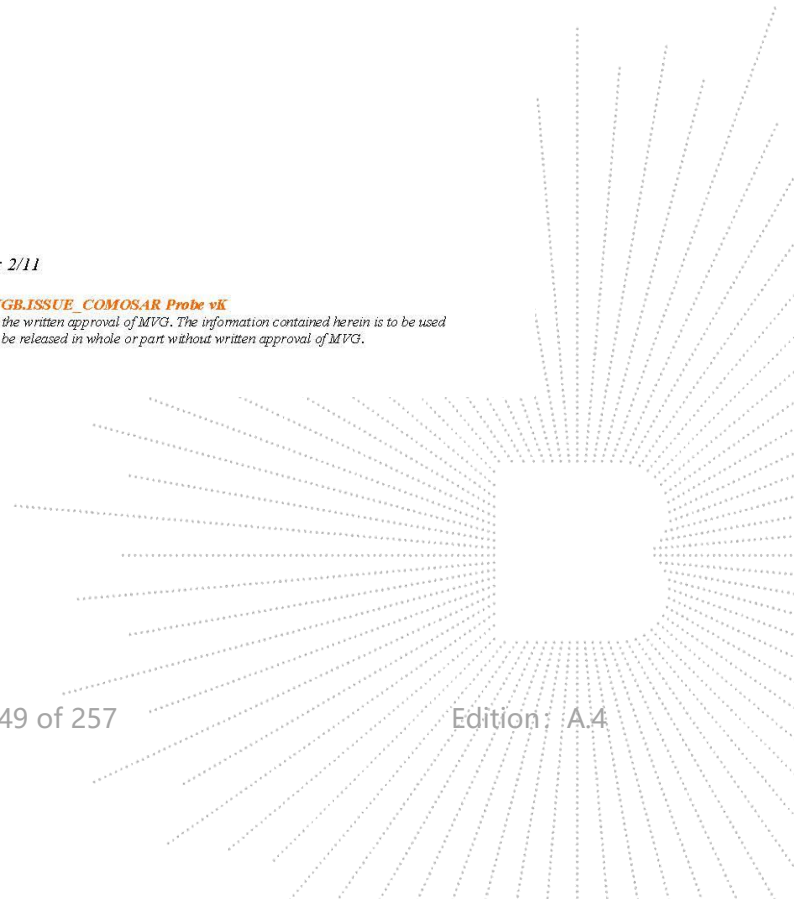 : 2/11
GB.ISSUE_COMOSAR Probe vK
the written approval of MVG. The information contained herein is to be used
be released in whole or part without written approval of MVG.
49 of 257
Edition: A.4